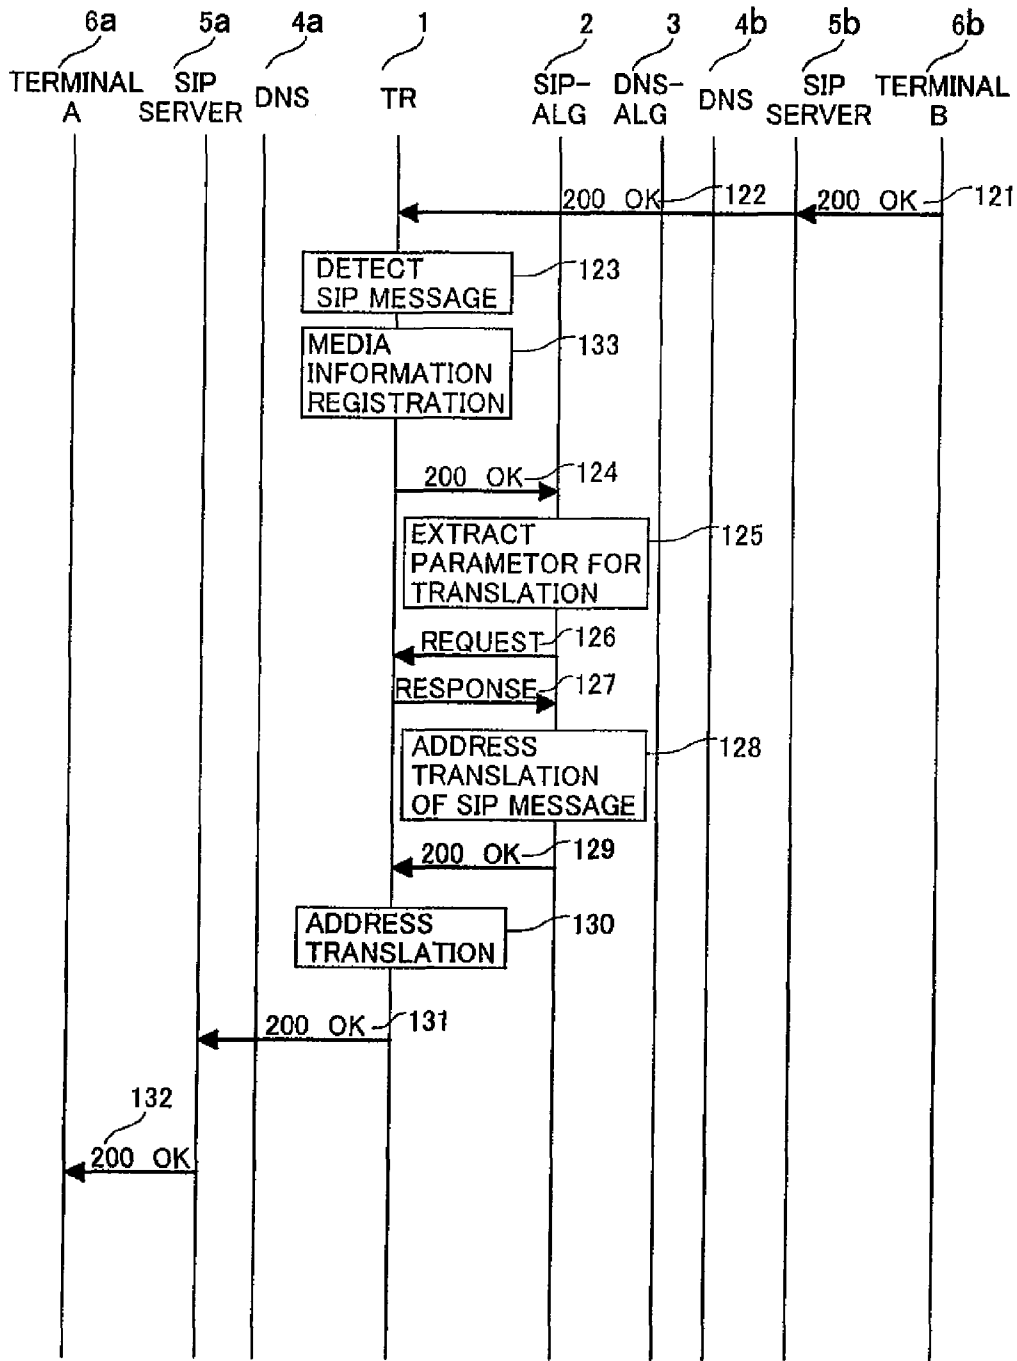 6a 5a 4a 1 2 3 4b 5b 6b
TERMINAL A
SIP SERVER
DNS
TR
SIP-ALG
DNS-ALG
DNS
SIP SERVER
TERMINAL B
200 OK 122
200 OK 121
DETECT
SIP MESSAGE
123
MEDIA
INFORMATION
REGISTRATION
133
200 OK 124
EXTRACT
PARAMETOR FOR
TRANSLATION
125
REQUEST 126
RESPONSE 127
ADDRESS
TRANSLATION
OF SIP MESSAGE
128
200 OK 129
ADDRESS
TRANSLATION
130
200 OK 131
132
200 OK